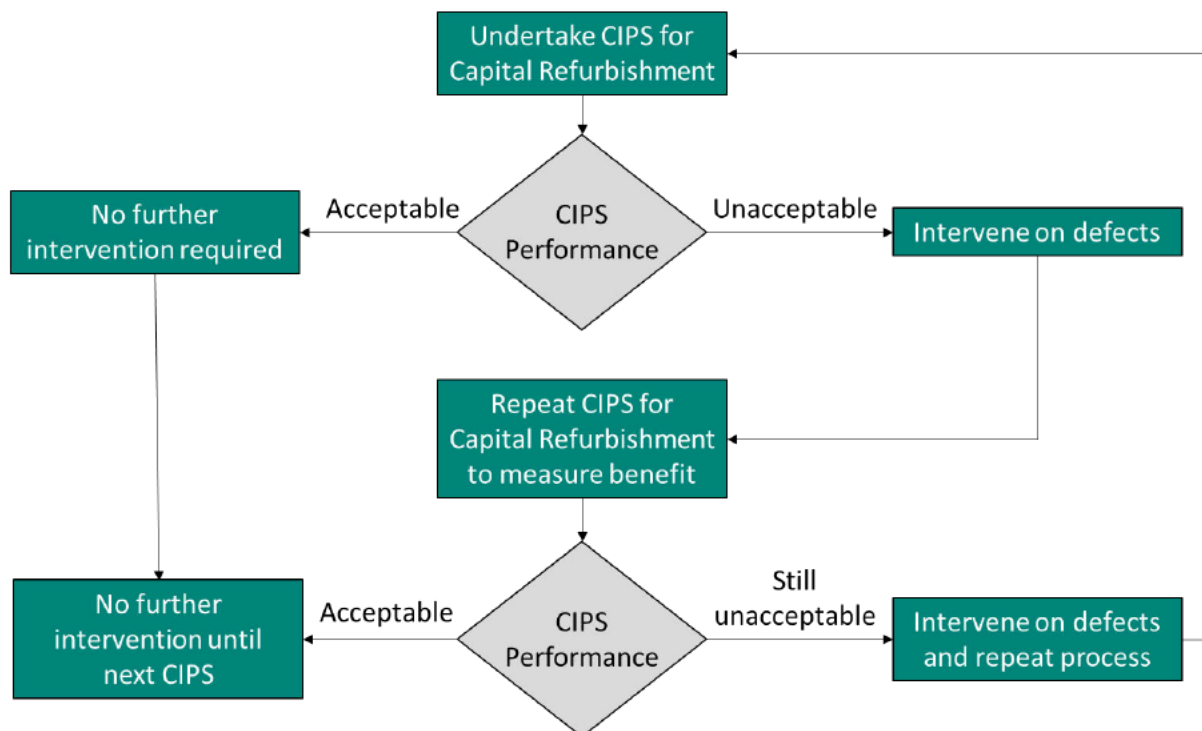 Undertake CIPS for
Capital Refurbishment
Acceptable
Unacceptable
No further
intervention required
CIPS
Performance
Intervene on defects
Repeat CIPS for
Capital Refurbishment
to measure benefit
Still
unacceptable
Acceptable
No further
intervention until
next CIPS
CIPS
Performance
Intervene on defects
and repeat process